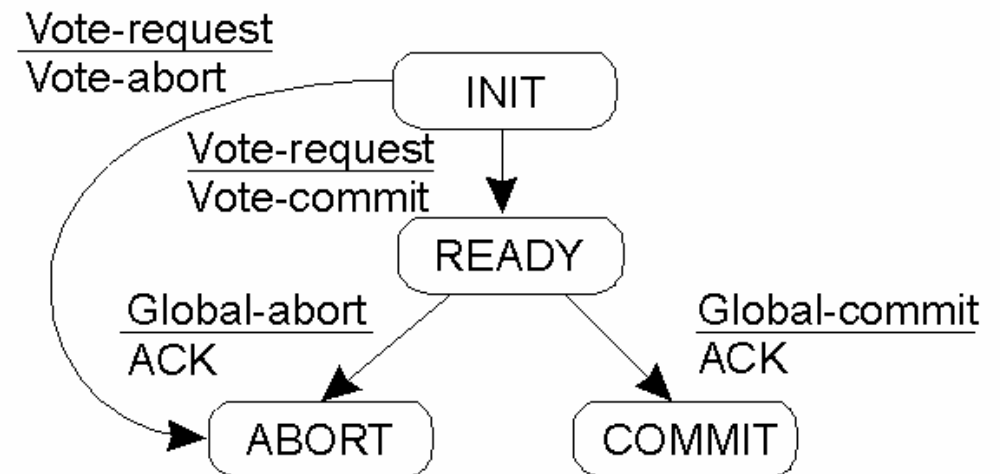 Vote-request
Vote-abort
INIT
Vote-request
Vote-commit
READY
Global-abort
ACK
Global-commit
ACK
ABORT
COMMIT